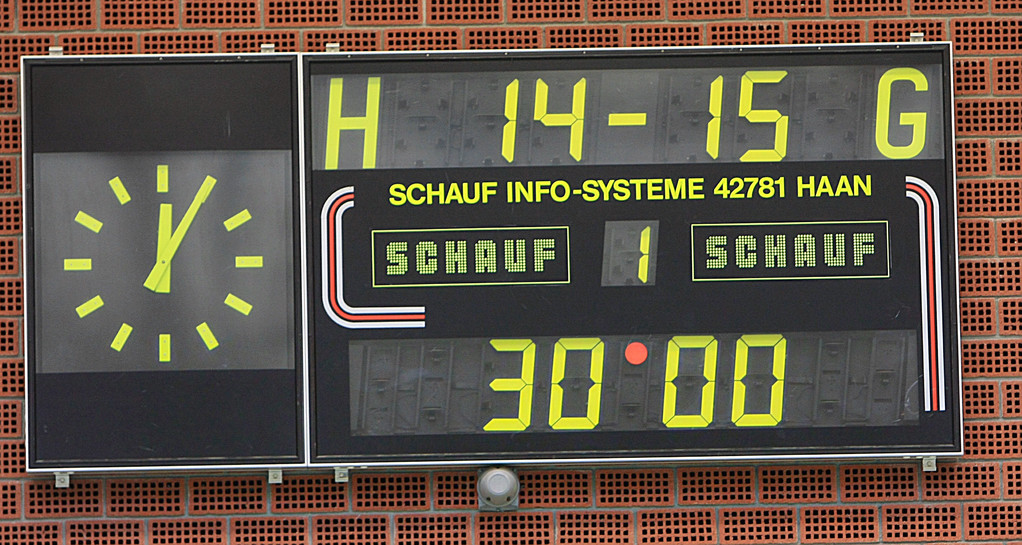 H 14-15 G
SCHAUF INFO-SYSTEME 42781 HAAN
SCHAUF 1 SCHAUF
30 00